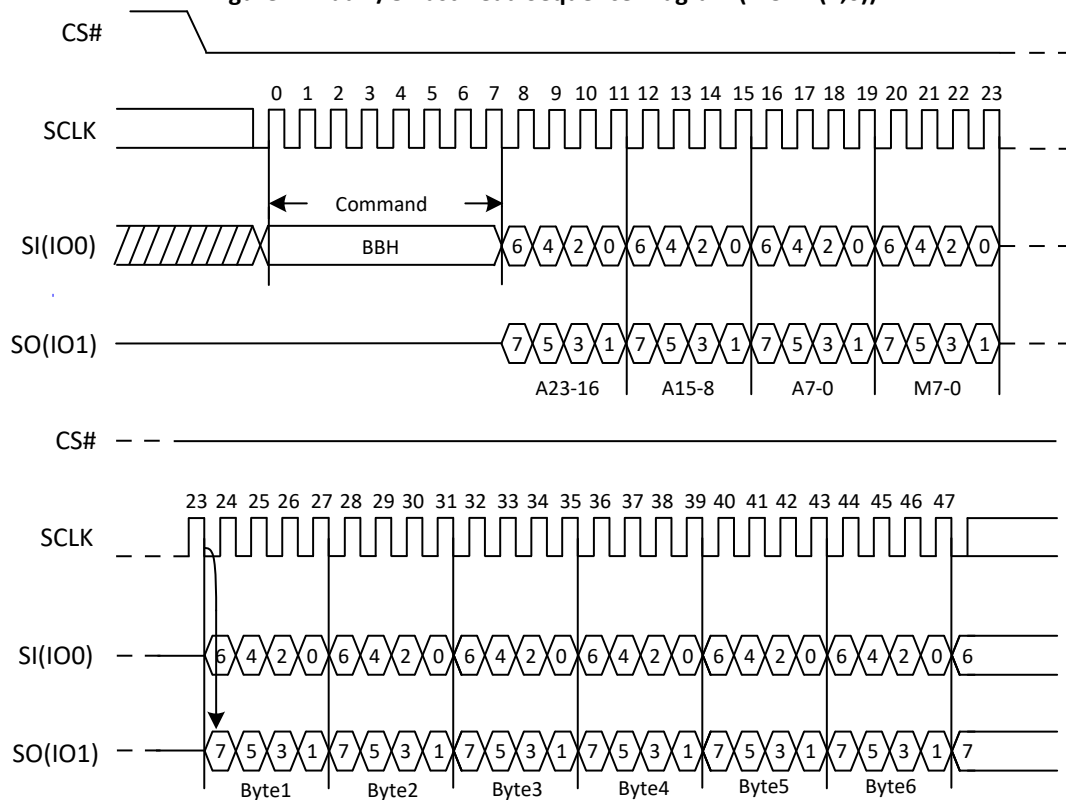 CS#
0 1 2 3 4 5 6 7 8 9 10 11 12 13 14 15 16 17 18 19 20 21 22 23
SCLK
Command
SI(IO0) BBH 6 4 2 0 6 4 2 0 6 4 2 0 6 4 2 0
SO(IO1) 7 5 3 1 7 5 3 1 7 5 3 1 7 5 3 1
A23-16 A15-8 A7-0 M7-0
CS#
23 24 25 26 27 28 29 30 31 32 33 34 35 36 37 38 39 40 41 42 43 44 45 46 47
SCLK
SI(IO0) 6 4 2 0 6 4 2 0 6 4 2 0 6 4 2 0 6 4 2 0 6 4 2 0 6
SO(IO1) 7 5 3 1 7 5 3 1 7 5 3 1 7 5 3 1 7 5 3 1 7 5 3 1 7
Byte1 Byte2 Byte3 Byte4 Byte5 Byte6